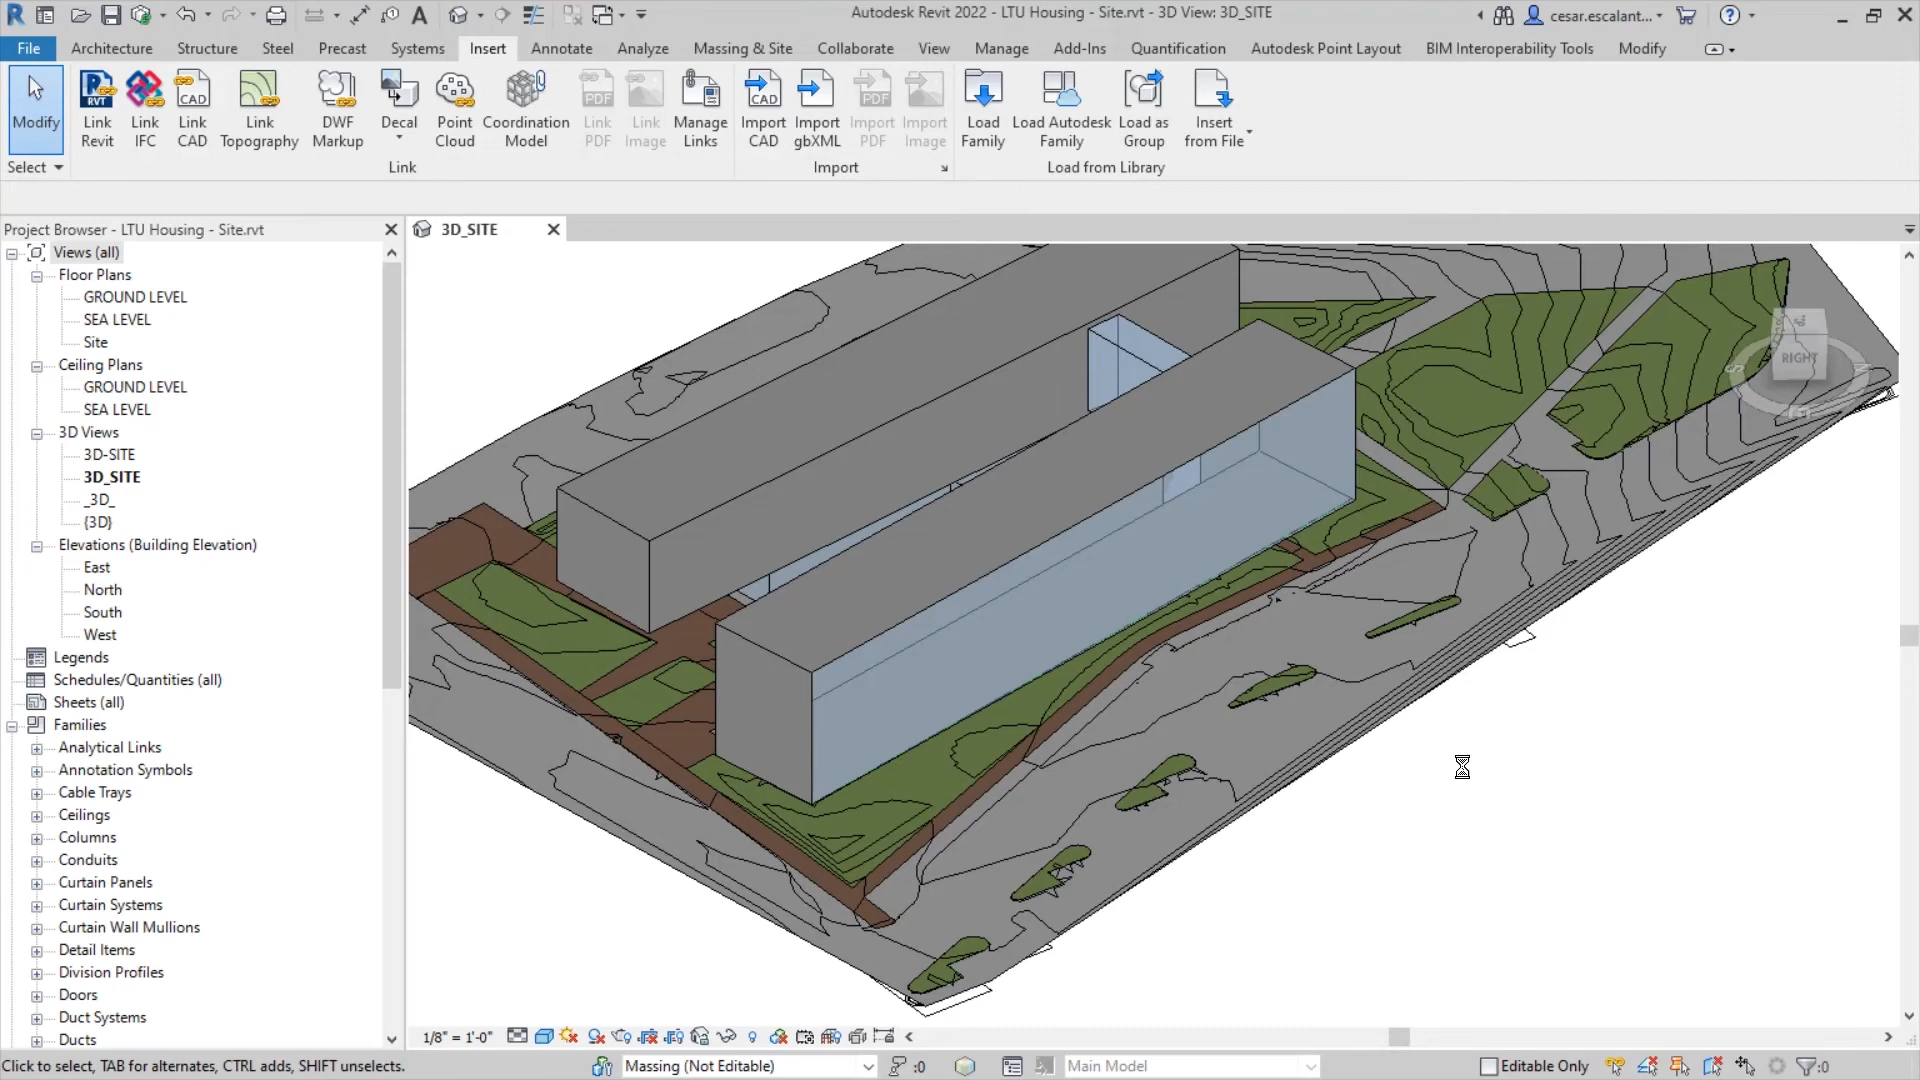 Autodesk Revit 2022 - LTU Housing - Site.rvt - 3D View: 3D_SITE
cesar.escalant...
File Architecture Structure Steel Precast Systems Insert Annotate Analyze Massing & Site Collaborate View Manage Add-Ins Quantification Autodesk Point Layout BIM Interoperability Tools Modify
Modify
Link Revit
Link IFC
Link CAD
Link Topography
DWF Markup
Decal
Point Cloud
Coordination Model
Link PDF
Link Image
Manage Links
Import CAD
Import gbXML
Import PDF
Import Image
Load Family
Load Autodesk Family
Load as Group
Insert from File
Select Link Import Load from Library
Project Browser - LTU Housing - Site.rvt
3D_SITE
Views (all)
Floor Plans
GROUND LEVEL
SEA LEVEL
Site
Ceiling Plans
GROUND LEVEL
SEA LEVEL
3D Views
3D-SITE
3D_SITE
_3D_
{3D}
Elevations (Building Elevation)
East
North
South
West
Legends
Schedules/Quantities (all)
Sheets (all)
Families
Analytical Links
Annotation Symbols
Cable Trays
Ceilings
Columns
Conduits
Curtain Panels
Curtain Systems
Curtain Wall Mullions
Detail Items
Division Profiles
Doors
Duct Systems
Ducts
RIGHT
1/8" = 1'-0"
Click to select, TAB for alternates, CTRL adds, SHIFT unselects.
Massing (Not Editable)
:0
Main Model
Editable Only
:0